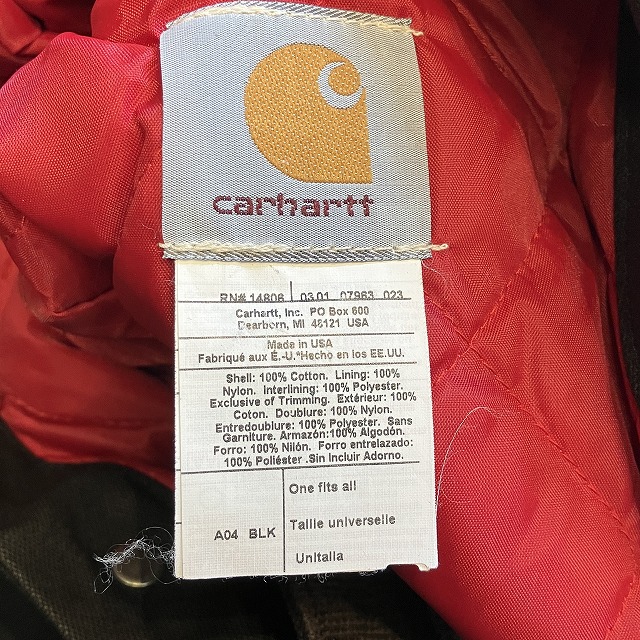 carhartt
RN# 14806 03.01 07963 023
Carhartt, Inc. PO Box 600
Dearborn, MI 48121 USA
Made in USA
Fabriqué aux É.-U.*Hecho en los EE.UU.
Shell: 100% Cotton. Lining: 100%
Nylon. Interlining: 100% Polyester.
Exclusive of Trimming. Extérieur: 100%
Coton. Doublure: 100% Nylon.
Entredoublure: 100% Polyester. Sans
Garniture. Armazón:100%Algodón.
Forro: 100% Nilón. Forro entrelazado:
100% Poliéster .Sin Incluir Adorno.
A04 BLK
One fits all
Taille universelle
Unitalla